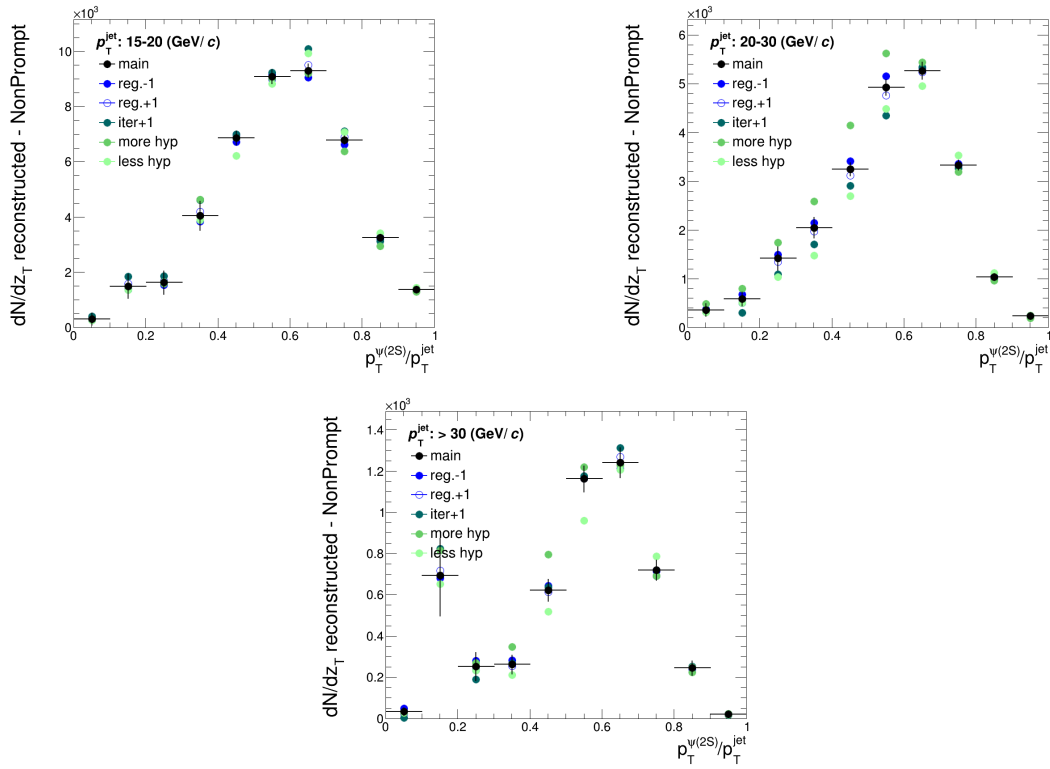 ×10³
p_T^jet: 15-20 (GeV/c)
main
reg.-1
reg.+1
iter+1
more hyp
less hyp
10
8
6
4
2
0
0 0.2 0.4 0.6 0.8 1
dN/dz_T reconstructed - NonPrompt
p_T^ψ(2S)/p_T^jet
×10³
p_T^jet: 20-30 (GeV/c)
main
reg.-1
reg.+1
iter+1
more hyp
less hyp
6
5
4
3
2
1
0
0 0.2 0.4 0.6 0.8 1
dN/dz_T reconstructed - NonPrompt
p_T^ψ(2S)/p_T^jet
×10³
p_T^jet: > 30 (GeV/c)
main
reg.-1
reg.+1
iter+1
more hyp
less hyp
1.4
1.2
1
0.8
0.6
0.4
0.2
0
0 0.2 0.4 0.6 0.8 1
dN/dz_T reconstructed - NonPrompt
p_T^ψ(2S)/p_T^jet